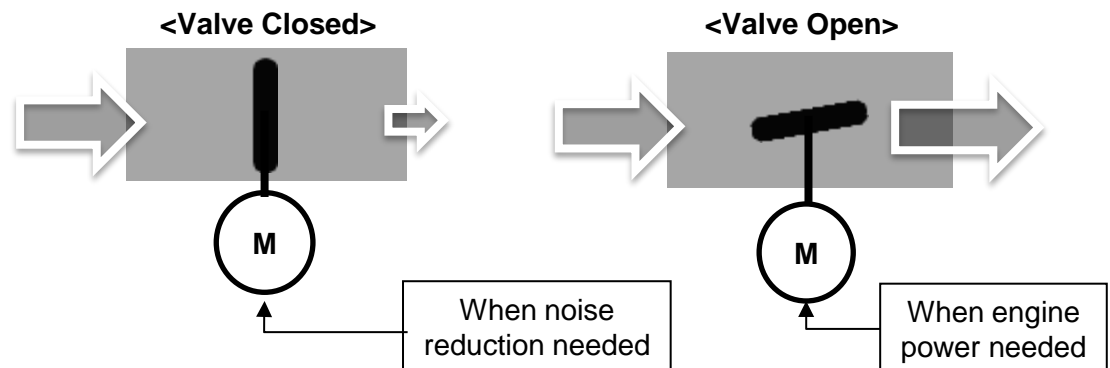 <Valve Closed>
<Valve Open>
M
M
When noise
reduction needed
When engine
power needed